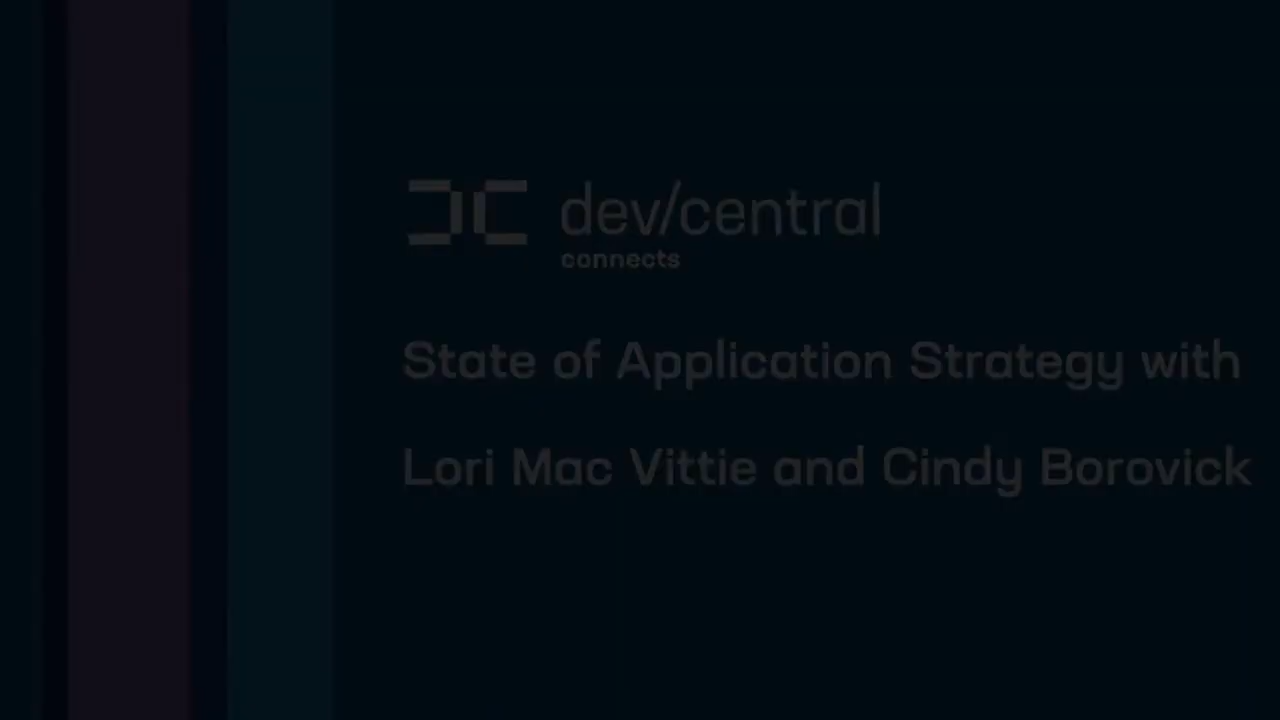 dev/central
connects
State of Application Strategy with
Lori Mac Vittie and Cindy Borovick